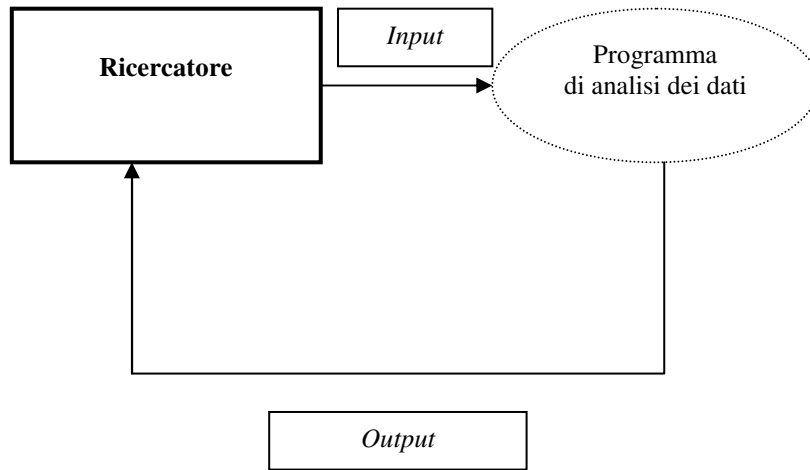 Input
Ricercatore
Programma
di analisi dei dati
Output